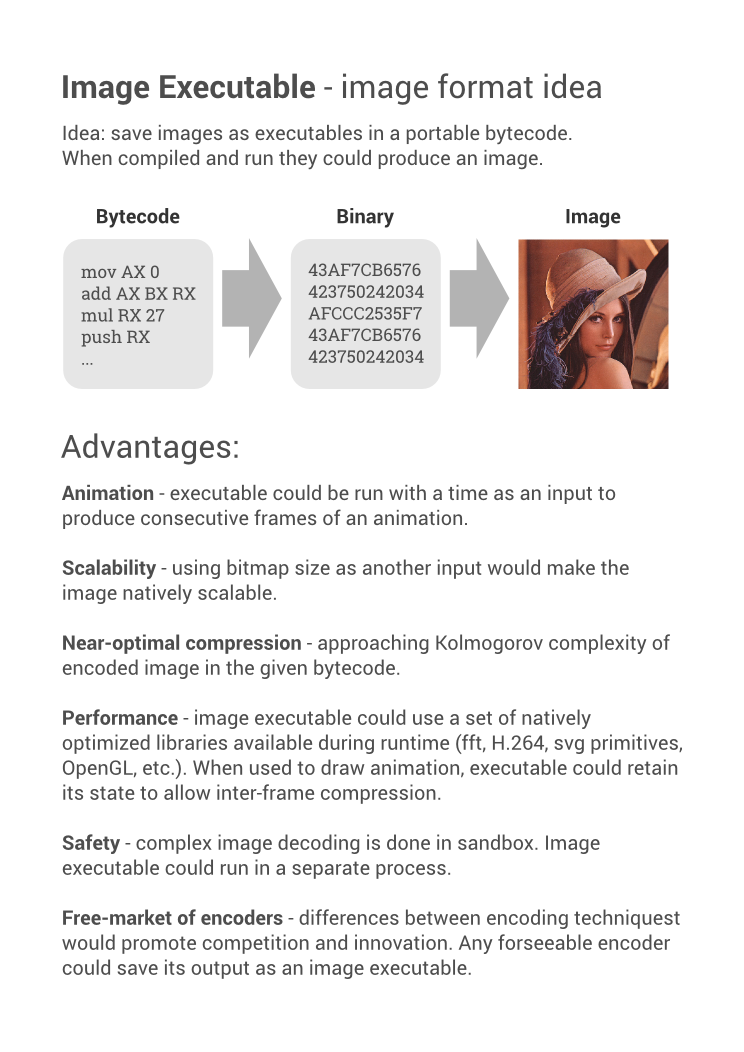 Image Executable - image format idea
Idea: save images as executables in a portable bytecode.
When compiled and run they could produce an image.
Bytecode
Binary
Image
mov AX 0
add AX BX RX
mul RX 27
push RX
...
43AF7CB6576
423750242034
AFCCC2535F7
43AF7CB6576
423750242034
Advantages:
Animation - executable could be run with a time as an input to
produce consecutive frames of an animation.
Scalability - using bitmap size as another input would make the
image natively scalable.
Near-optimal compression - approaching Kolmogorov complexity of
encoded image in the given bytecode.
Performance - image executable could use a set of natively
optimized libraries available during runtime (fft, H.264, svg primitives,
OpenGL, etc.). When used to draw animation, executable could retain
its state to allow inter-frame compression.
Safety - complex image decoding is done in sandbox. Image
executable could run in a separate process.
Free-market of encoders - differences between encoding techniquest
would promote competition and innovation. Any forseeable encoder
could save its output as an image executable.